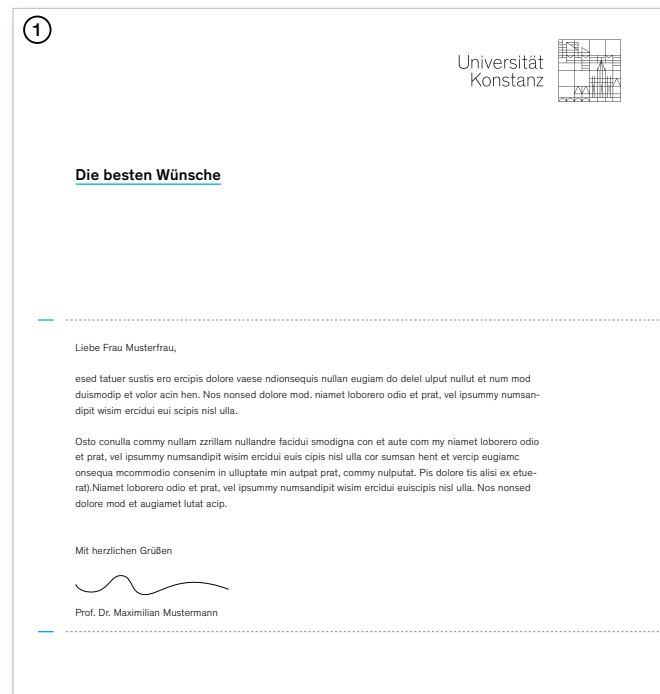 1
Universität
Konstanz
Die besten Wünsche
Liebe Frau Musterfrau,
esed tatuer sustis ero ercipis dolore vaese ndionsequis nullan eugiam do delel ulput nullut et num mod
duismodip et volor acin hen. Nos nonsed dolore mod. niamet loborero odio et prat, vel ipsummy numsan-
dipit wisim ercidui eui scipis nisl ulla.
Osto conulla commy nullam zzrillam nullandre facidui smodigna con et aute com my niamet loborero odio
et prat, vel ipsummy numsandipit wisim ercidui euis cipis nisl ulla cor sumsan hent et vercip eugiamc
onsequa mcommodio consenim in ulluptate min autpat prat, commy nulputat. Pis dolore tis alisi ex etue-
rat).Niamet loborero odio et prat, vel ipsummy numsandipit wisim ercidui euiscipis nisl ulla. Nos nonsed
dolore mod et augiamet lutat acip.
Mit herzlichen Grüßen
Prof. Dr. Maximilian Mustermann